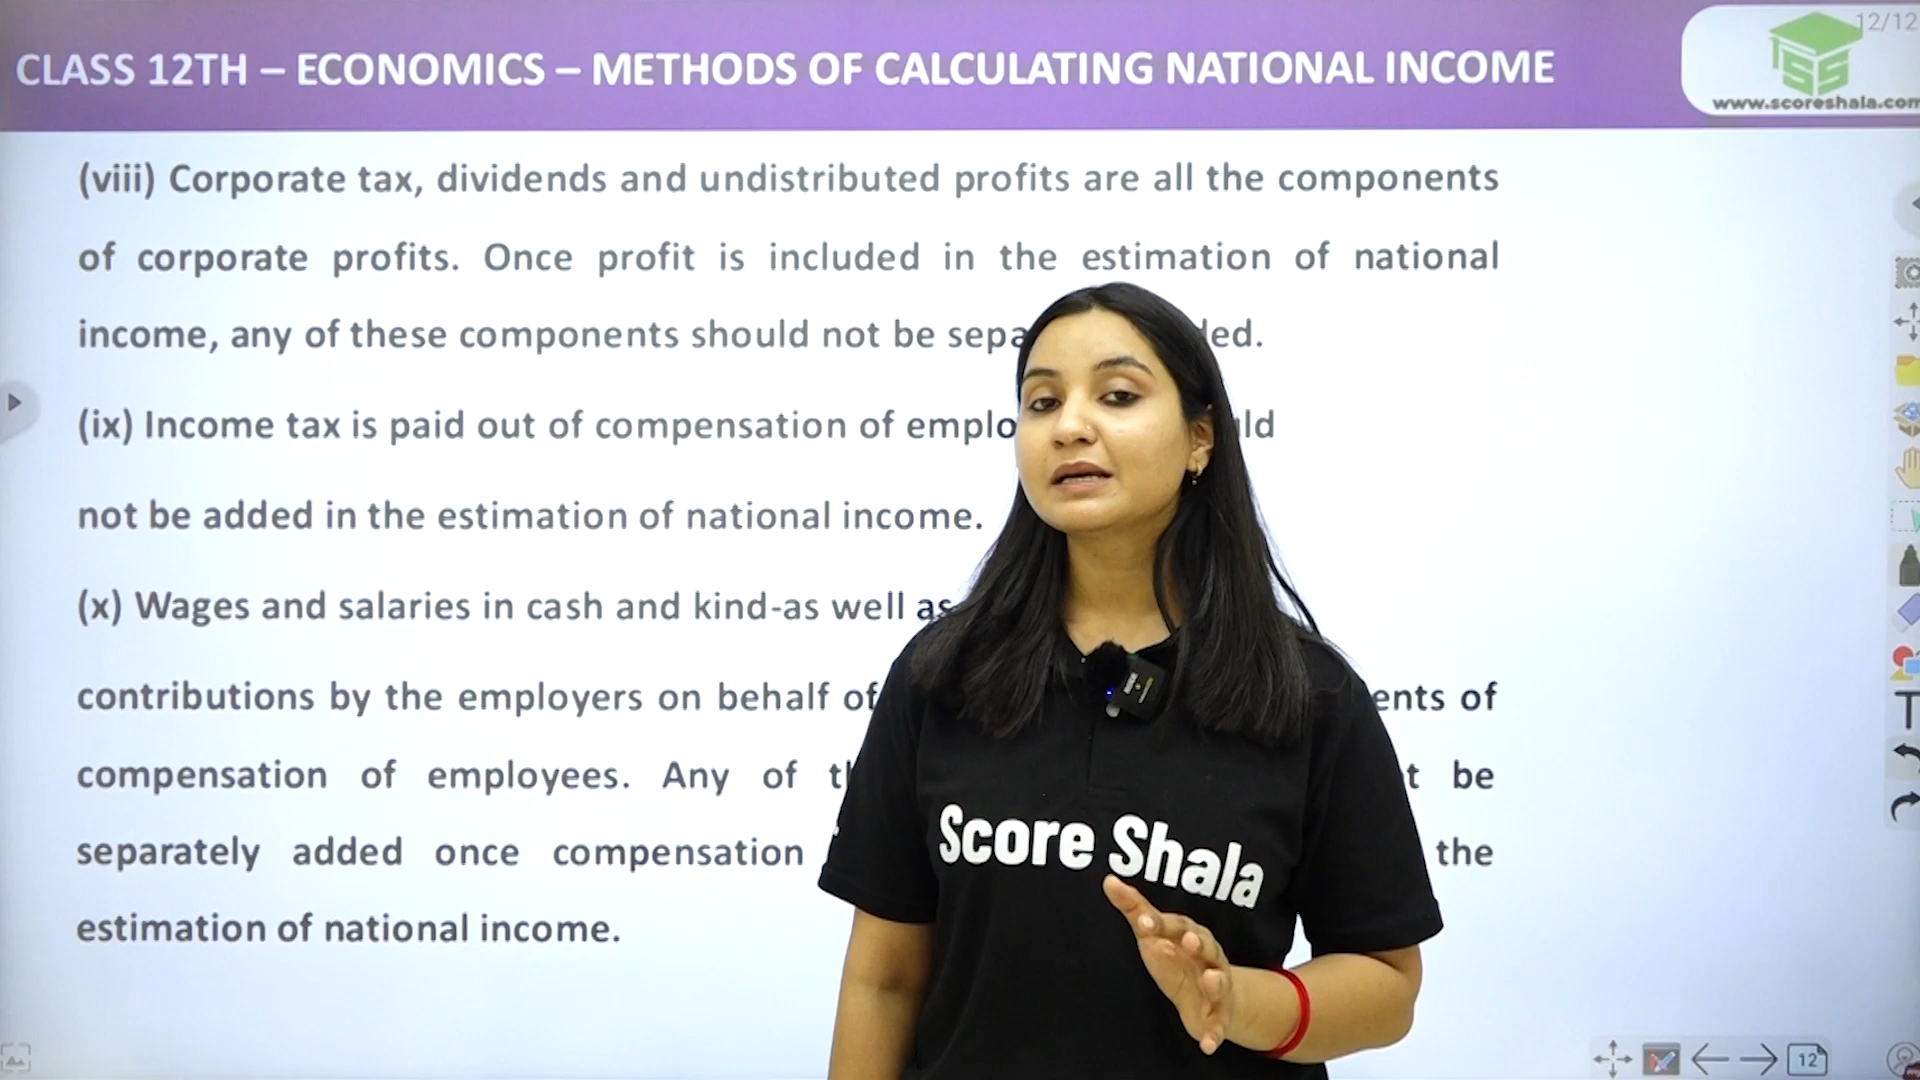 12/12
CLASS 12TH – ECONOMICS – METHODS OF CALCULATING NATIONAL INCOME
SS
www.scoreshala.com
(viii) Corporate tax, dividends and undistributed profits are all the components
of corporate profits. Once profit is included in the estimation of national
income, any of these components should not be
(ix) Income tax is paid out of compensation of
not be added in the estimation of national income.
(x) Wages and salaries in cash and kind-as well as
contributions by the employers on behalf of of
compensation of employees. Any of be
separately added once compensation the
estimation of national income.
Score Shala
T
12